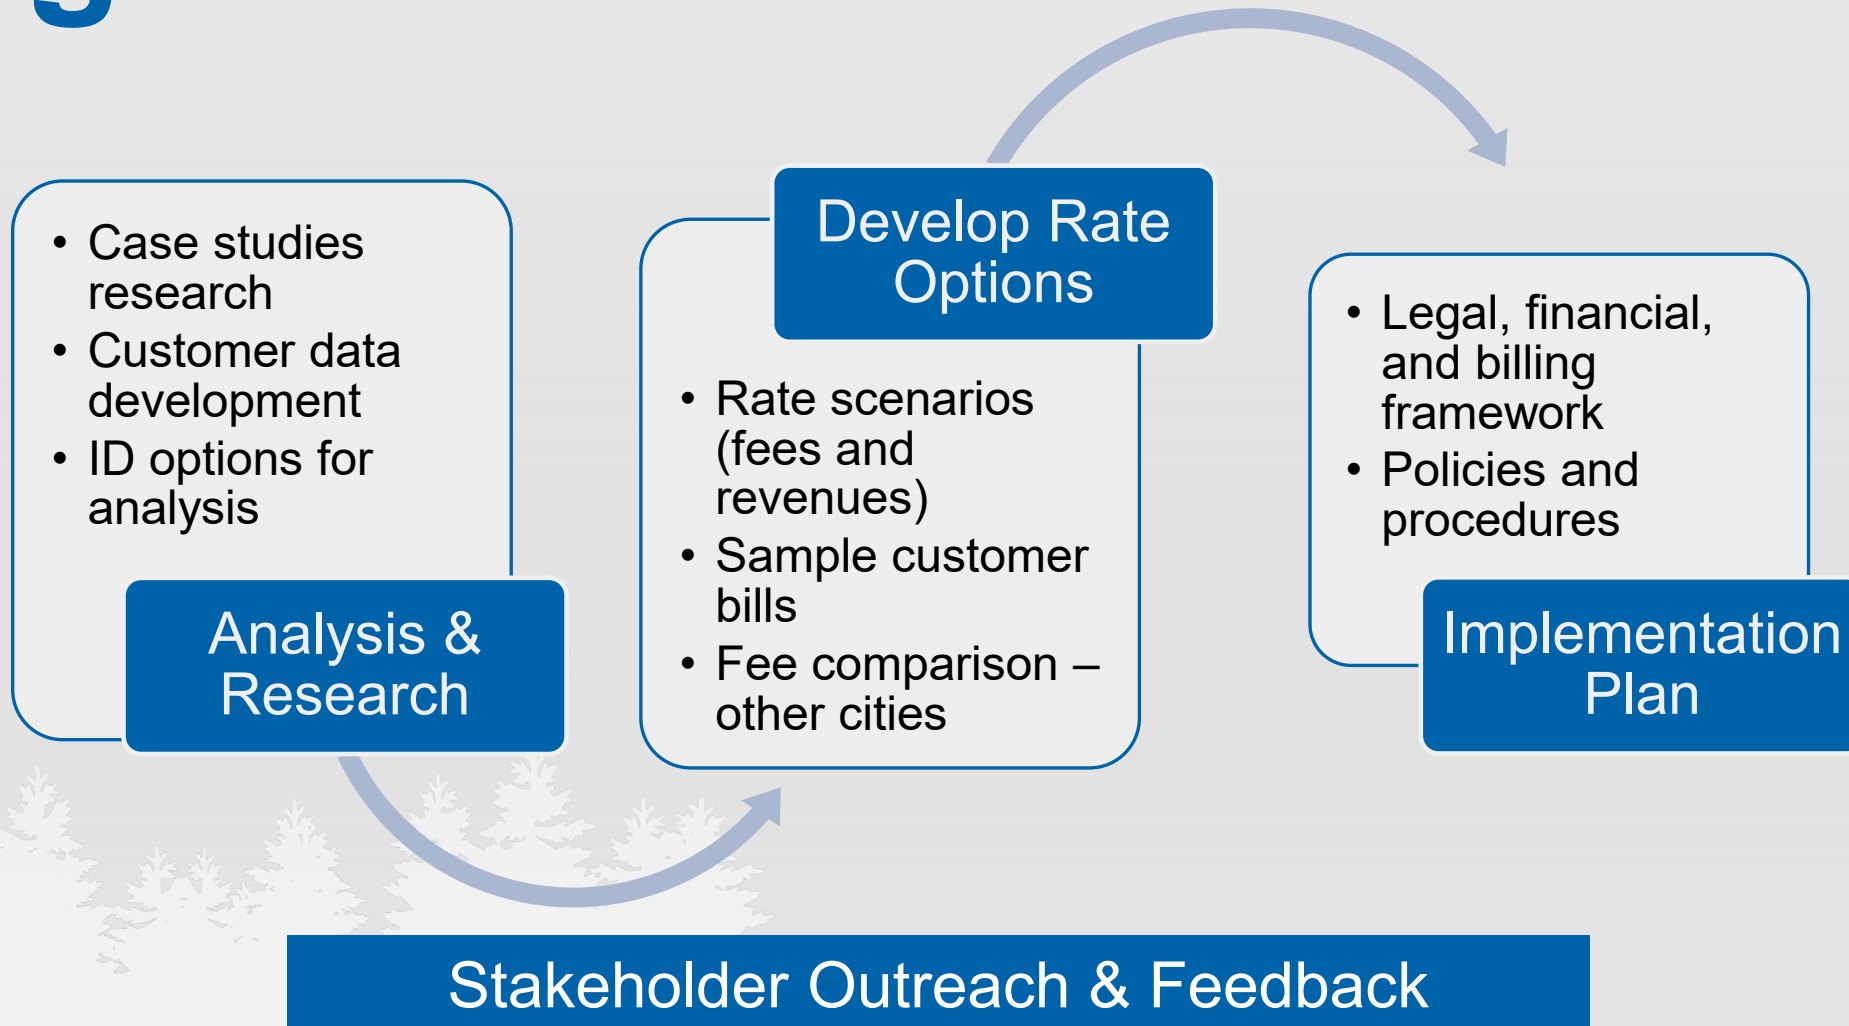 • Case studies
research
• Customer data
development
• ID options for
analysis
Analysis &
Research
Develop Rate
Options
• Rate scenarios
(fees and
revenues)
• Sample customer
bills
• Fee comparison –
other cities
• Legal, financial,
and billing
framework
• Policies and
procedures
Implementation
Plan
Stakeholder Outreach & Feedback